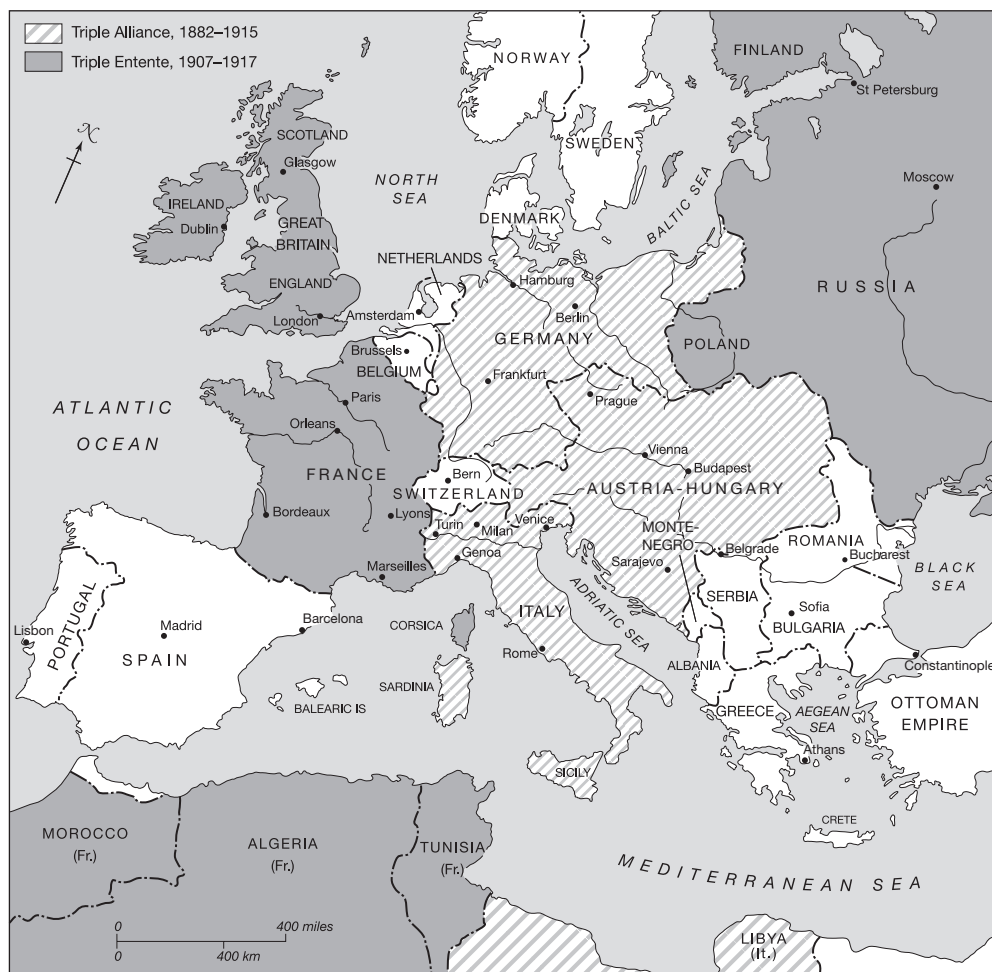 Triple Alliance, 1882–1915
Triple Entente, 1907–1917
N
NORWAY
FINLAND
St Petersburg
SWEDEN
SCOTLAND
Glasgow
NORTH
SEA
BALTIC SEA
Moscow
IRELAND
Dublin
GREAT
BRITAIN
DENMARK
NETHERLANDS
ENGLAND
Hamburg
RUSSIA
London
Amsterdam
Berlin
GERMANY
POLAND
Brussels
BELGIUM
Frankfurt
Prague
ATLANTIC
OCEAN
Paris
Orleans
Vienna
Budapest
FRANCE
Bern
SWITZERLAND
AUSTRIA-HUNGARY
Bordeaux
Lyons
Turin
Milan
Venice
MONTE-
NEGRO
ROMANIA
Genoa
Belgrade
Bucharest
BLACK
SEA
Marseilles
Sarajevo
ADRIATIC SEA
SERBIA
Sofia
BULGARIA
PORTUGAL
Lisbon
Madrid
SPAIN
Barcelona
CORSICA
ITALY
Rome
ALBANIA
Constantinople
SARDINIA
BALEARIC IS
GREECE
AEGEAN
SEA
OTTOMAN
EMPIRE
Athans
SICILY
CRETE
MOROCCO
(Fr.)
ALGERIA
(Fr.)
TUNISIA
(Fr.)
MEDITERRANEAN SEA
0
400 miles
0
400 km
LIBYA
(It.)